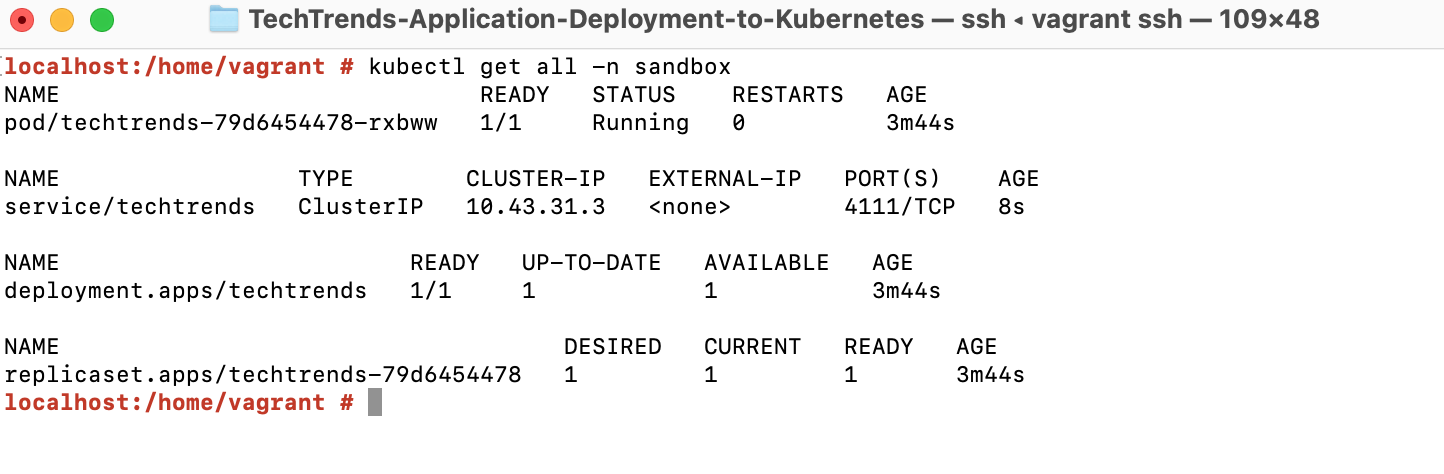 TechTrends-Application-Deployment-to-Kubernetes — ssh ◂ vagrant ssh — 109×48
localhost:/home/vagrant # kubectl get all -n sandbox
NAME                              READY   STATUS    RESTARTS   AGE
pod/techtrends-79d6454478-rxbww   1/1     Running   0          3m44s
NAME                 TYPE        CLUSTER-IP   EXTERNAL-IP   PORT(S)    AGE
service/techtrends   ClusterIP   10.43.31.3   <none>        4111/TCP   8s
NAME                         READY   UP-TO-DATE   AVAILABLE   AGE
deployment.apps/techtrends   1/1     1            1           3m44s
NAME                                    DESIRED   CURRENT   READY   AGE
replicaset.apps/techtrends-79d6454478   1         1         1       3m44s
localhost:/home/vagrant #